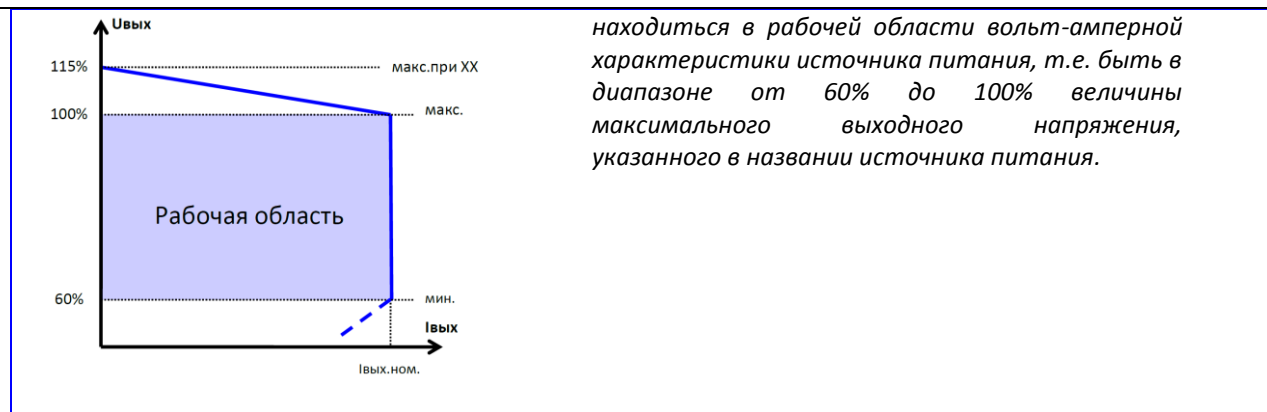 Uвых
115%
макс.при ХХ
100%
макс.
Рабочая область
60%
мин.
Iвых
Iвых.ном.
находиться в рабочей области вольт-амперной
характеристики источника питания, т.е. быть в
диапазоне от 60% до 100% величины
максимального выходного напряжения,
указанного в названии источника питания.